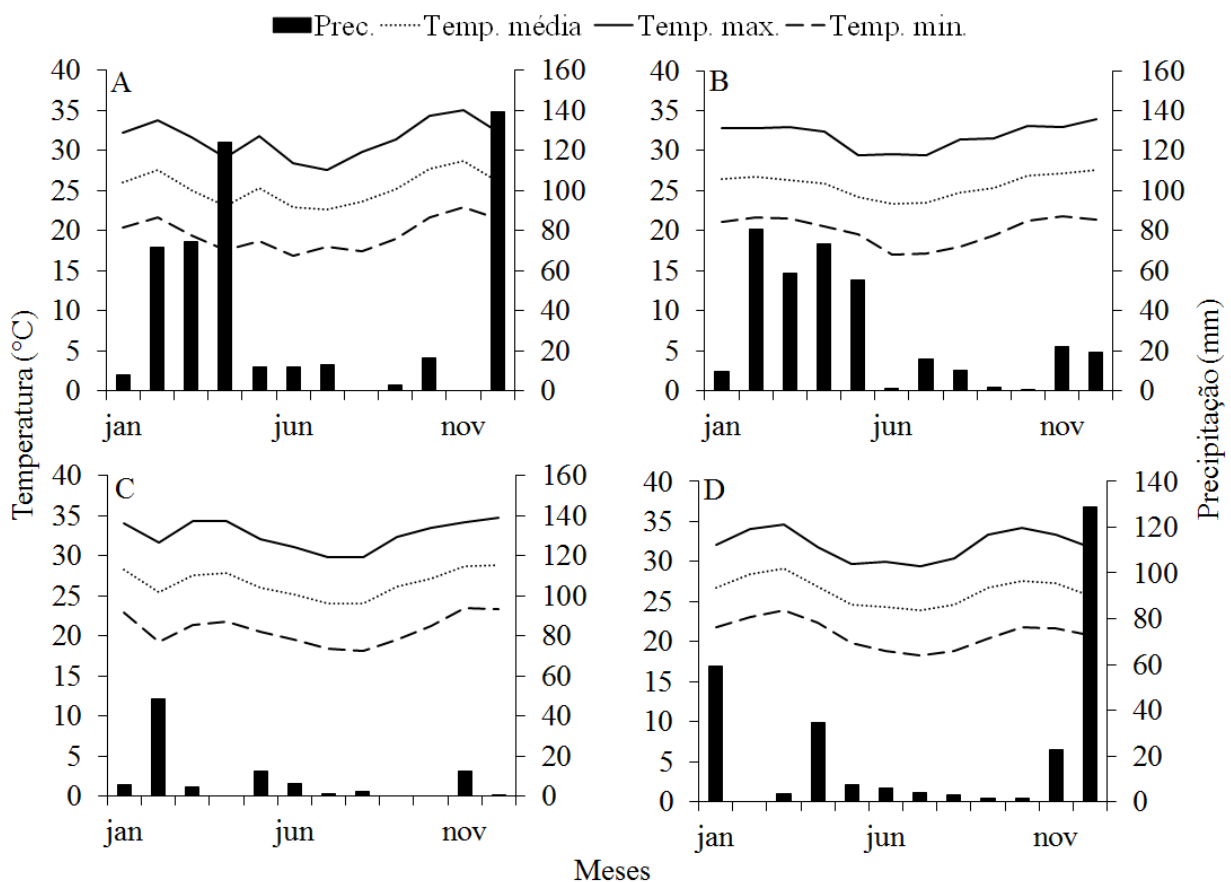 Prec. Temp. média Temp. max. Temp. min.
A
40 35 30 25 20 15 10 5 0
160 140 120 100 80 60 40 20 0
jan jun nov
B
40 35 30 25 20 15 10 5 0
160 140 120 100 80 60 40 20 0
jan jun nov
Temperatura (°C)
Precipitação (mm)
C
40 35 30 25 20 15 10 5 0
160 140 120 100 80 60 40 20 0
jan jun nov
D
40 35 30 25 20 15 10 5 0
140 120 100 80 60 40 20 0
jan jun nov
Meses